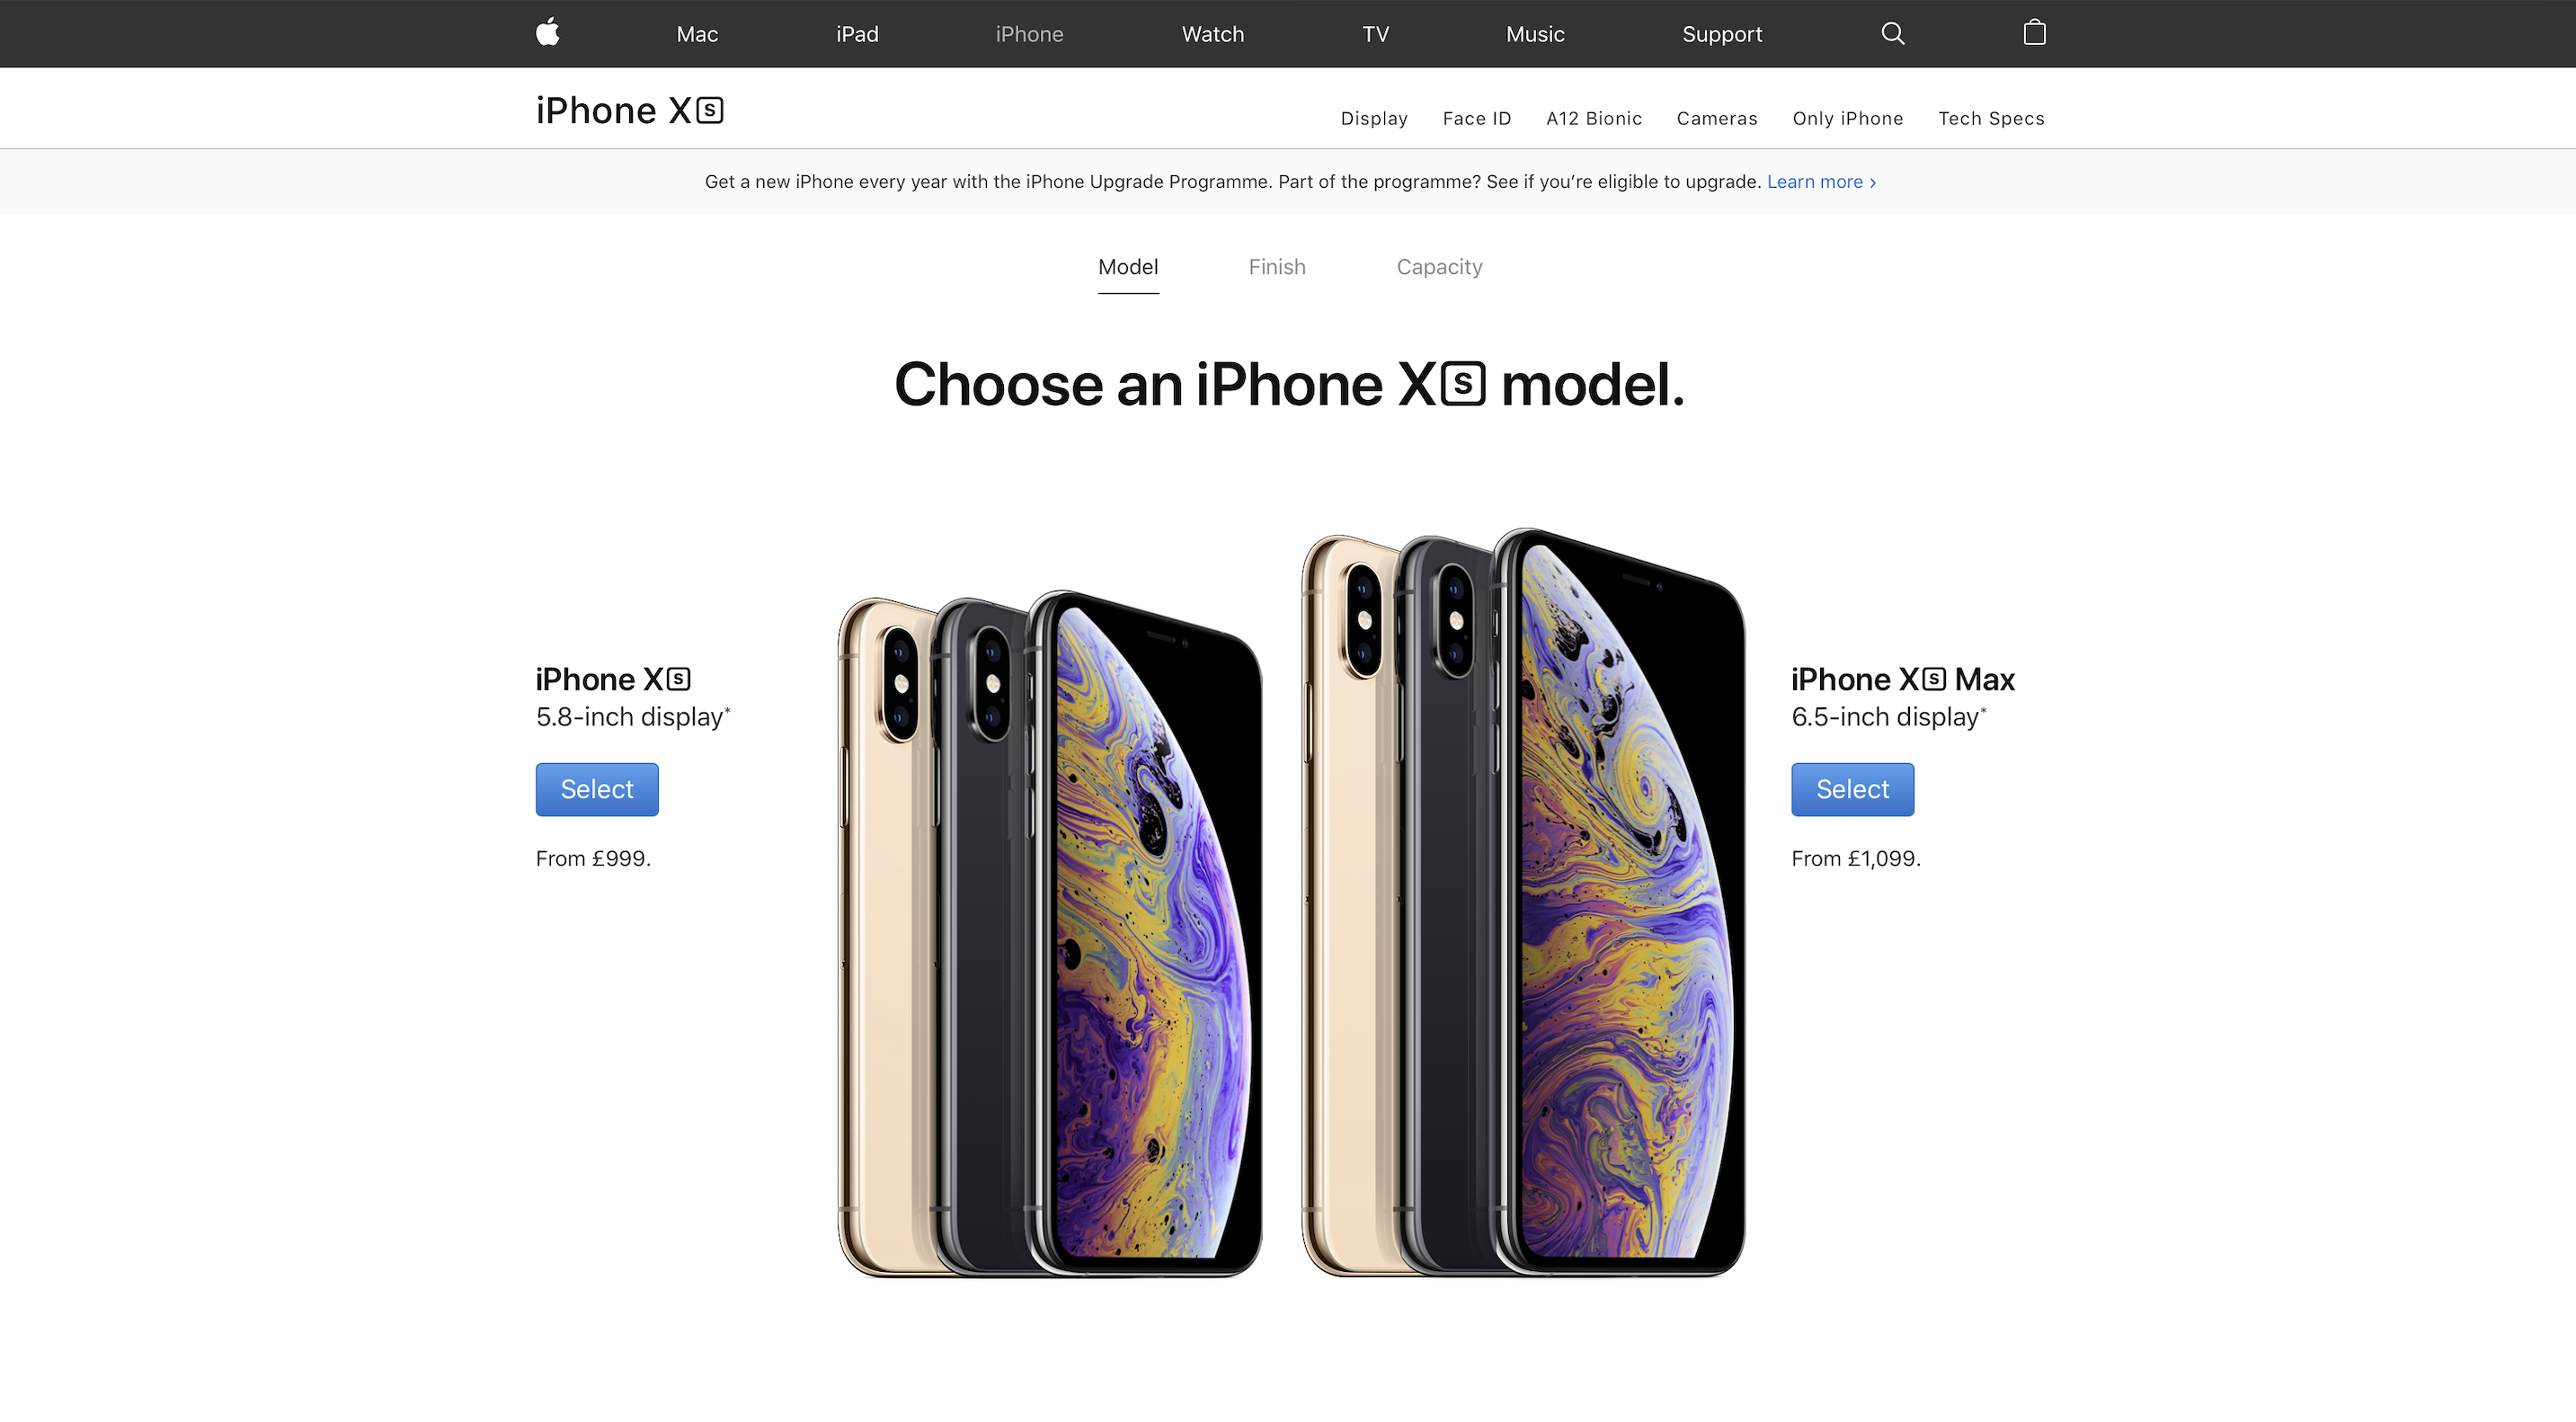 Mac iPad iPhone Watch TV Music Support
iPhone XS
Display Face ID A12 Bionic Cameras Only iPhone Tech Specs
Get a new iPhone every year with the iPhone Upgrade Programme. Part of the programme? See if you’re eligible to upgrade. Learn more ›
Model Finish Capacity
Choose an iPhone XS model.
iPhone XS
5.8-inch display*
Select
From £999.
iPhone XS Max
6.5-inch display*
Select
From £1,099.